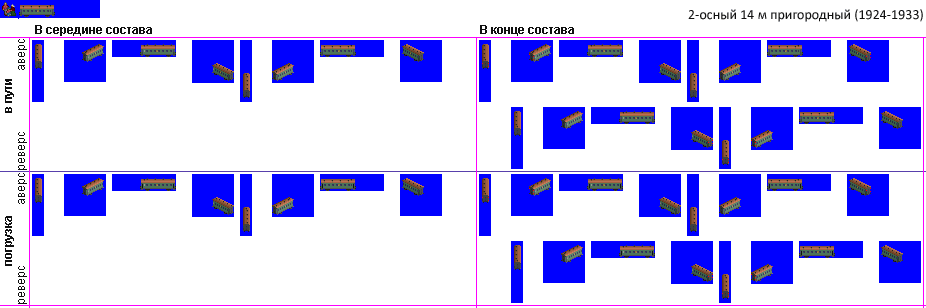 2-осный 14 м пригородный (1924-1933)
В середине состава
В конце состава
в пути
аверс
реверс
погрузка
аверс
реверс